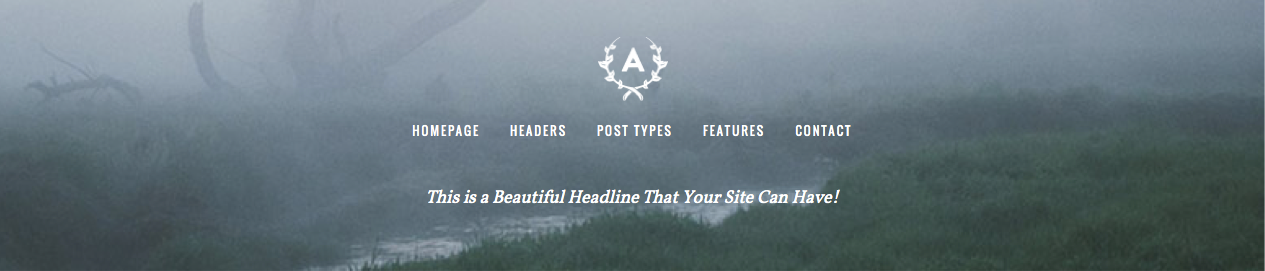 A
HOMEPAGE HEADERS POST TYPES FEATURES CONTACT
This is a Beautiful Headline That Your Site Can Have!